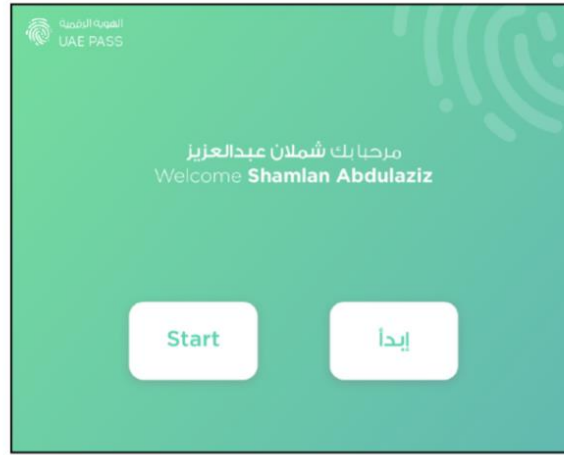 الهوية الرقمية
UAE PASS
مرحبا بك شملان عبدالعزيز
Welcome Shamlan Abdulaziz
Start
إبدأ